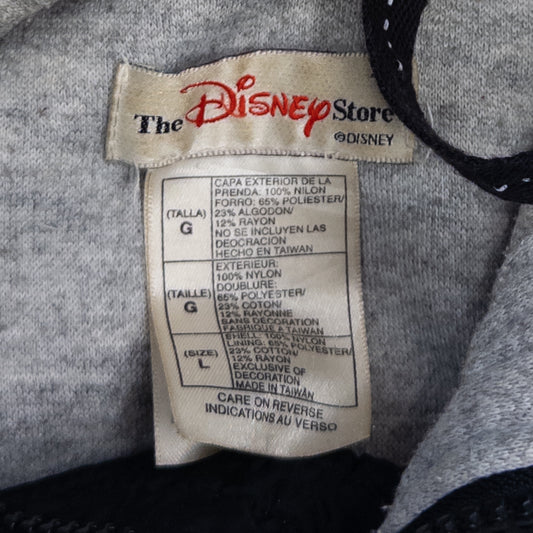 The Disney Store
©DISNEY
(TALLA)
G
CAPA EXTERIOR DE LA
PRENDA: 100% NILON
FORRO: 65% POLIESTER/
23% ALGODON/
12% RAYON
NO SE INCLUYEN LAS
DEOCRACION
HECHO EN TAIWAN
(TAILLE)
G
EXTERIEUR:
100% NYLON
DOUBLURE:
65% POLYESTER/
23% COTON/
12% RAYONNE
SANS DECORATION
FABRIQUE A TAIWAN
(SIZE)
L
SHELL: 100% NYLON
LINING: 65% POLYESTER/
23% COTTON/
12% RAYON
EXCLUSIVE OF
DECORATION
MADE IN TAIWAN
CARE ON REVERSE
INDICATIONS AU VERSO